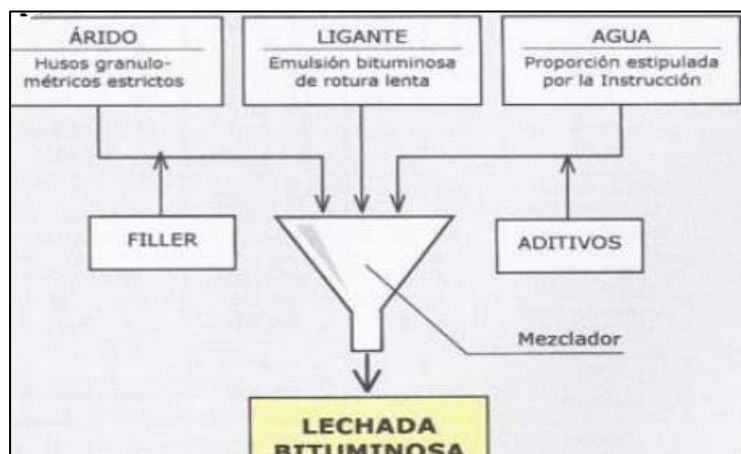 ÁRIDO
Husos granulo-
métricos estrictos
LIGANTE
Emulsión bituminosa
de rotura lenta
AGUA
Proporción estipulada
por la Instrucción
FILLER
ADITIVOS
Mezclador
LECHADA
BITUMINOSA